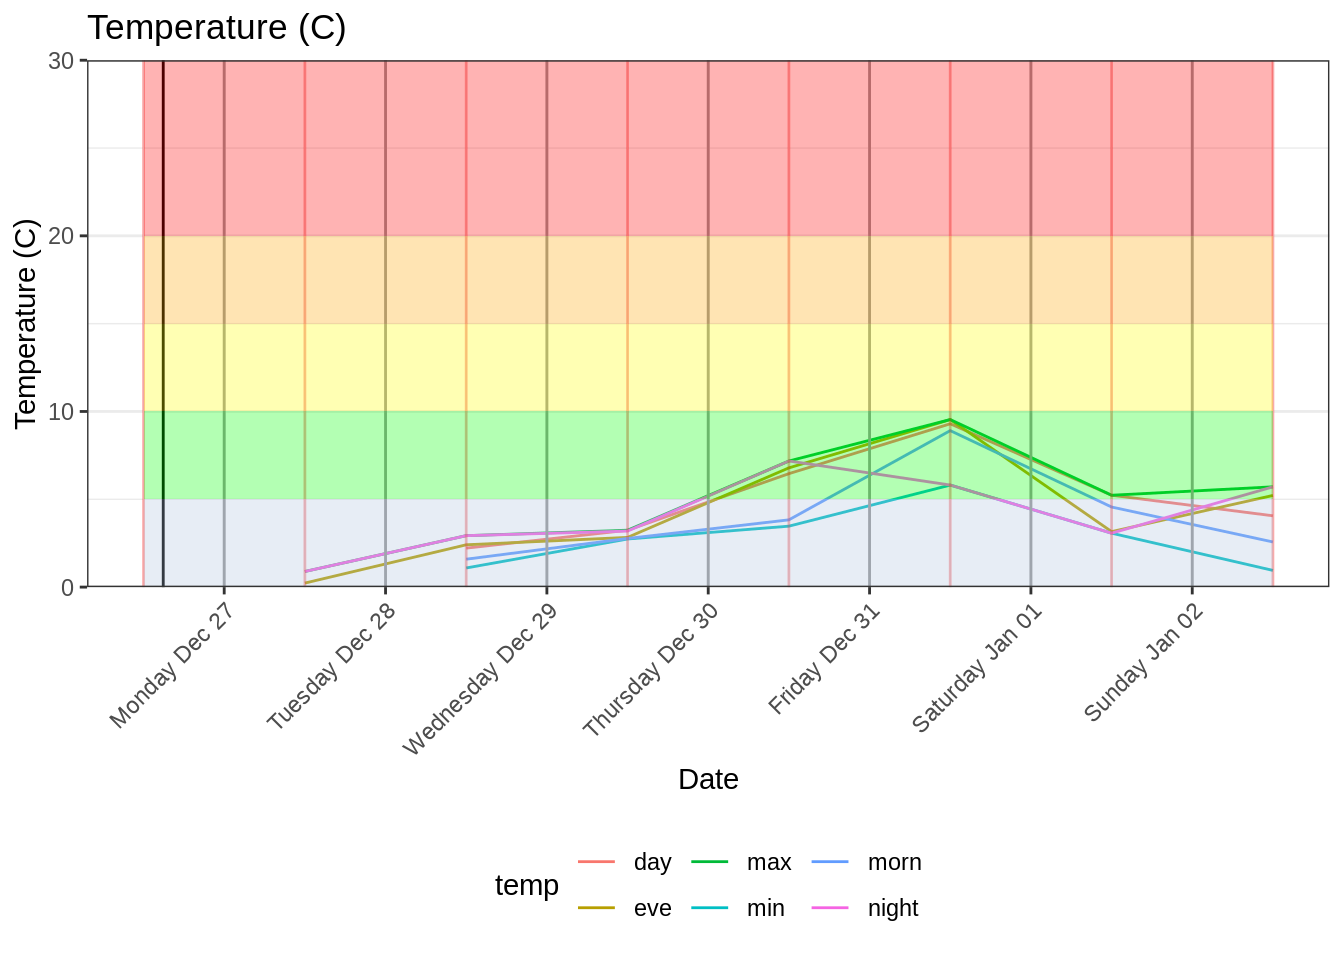 Temperature (C)
Temperature (C)
30
20
10
0
Monday Dec 27
Tuesday Dec 28
Wednesday Dec 29
Thursday Dec 30
Friday Dec 31
Saturday Jan 01
Sunday Jan 02
Date
temp
day max morn
eve min night